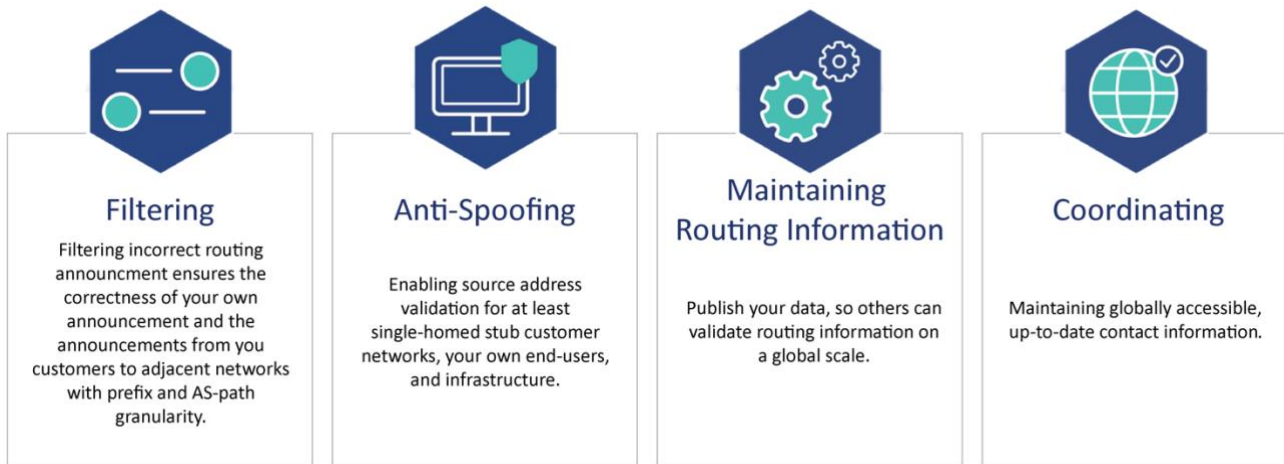 Filtering
Filtering incorrect routing
announcment ensures the
correctness of your own
announcement and the
announcements from you
customers to adjacent networks
with prefix and AS-path
granularity.
Anti-Spoofing
Enabling source address
validation for at least
single-homed stub customer
networks, your own end-users,
and infrastructure.
Maintaining
Routing Information
Publish your data, so others can
validate routing information on
a global scale.
Coordinating
Maintaining globally accessible,
up-to-date contact information.